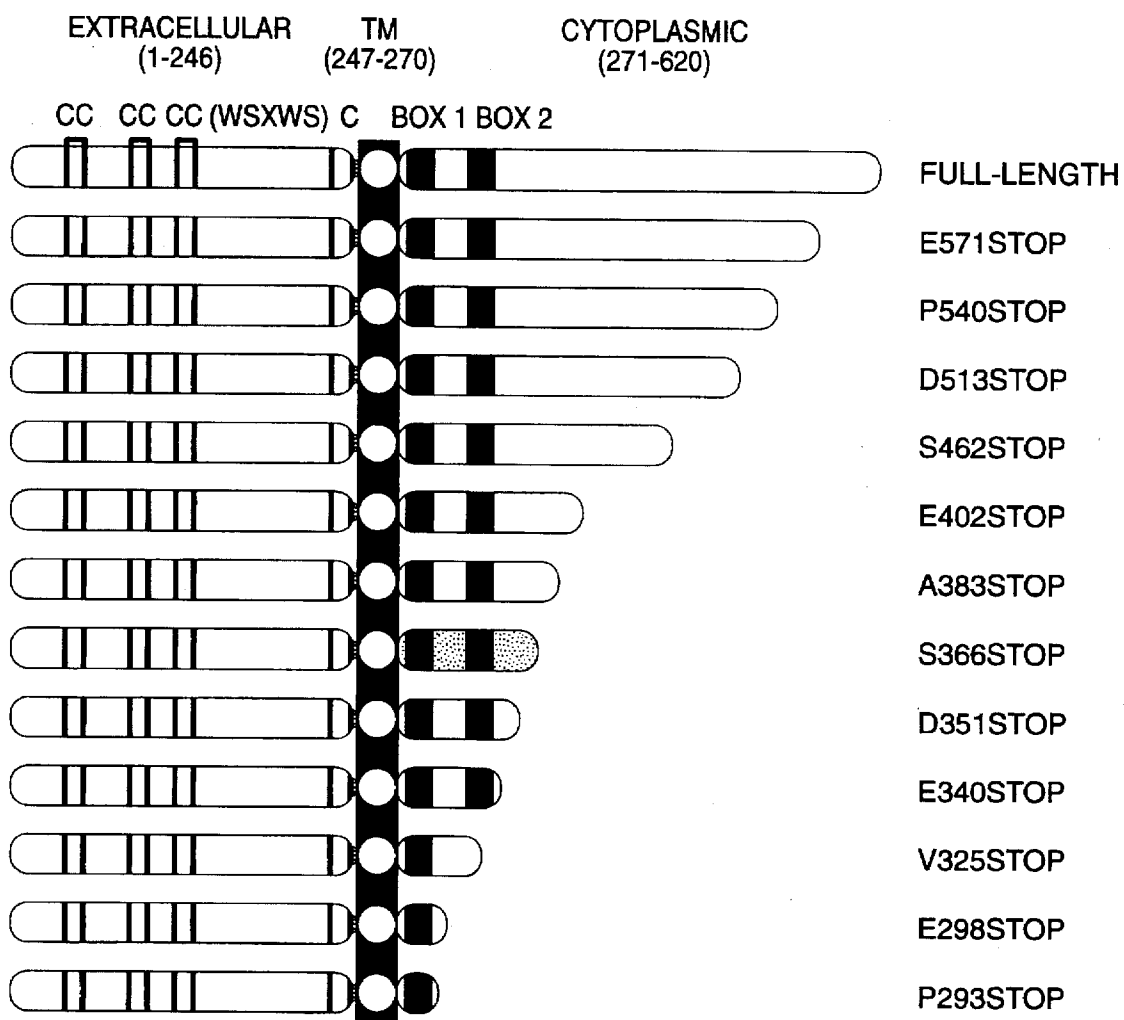 EXTRACELLULAR TM CYTOPLASMIC
(1-246) (247-270) (271-620)
CC CC CC (WSXWS) C BOX 1 BOX 2
FULL-LENGTH
E571STOP
P540STOP
D513STOP
S462STOP
E402STOP
A383STOP
S366STOP
D351STOP
E340STOP
V325STOP
E298STOP
P293STOP